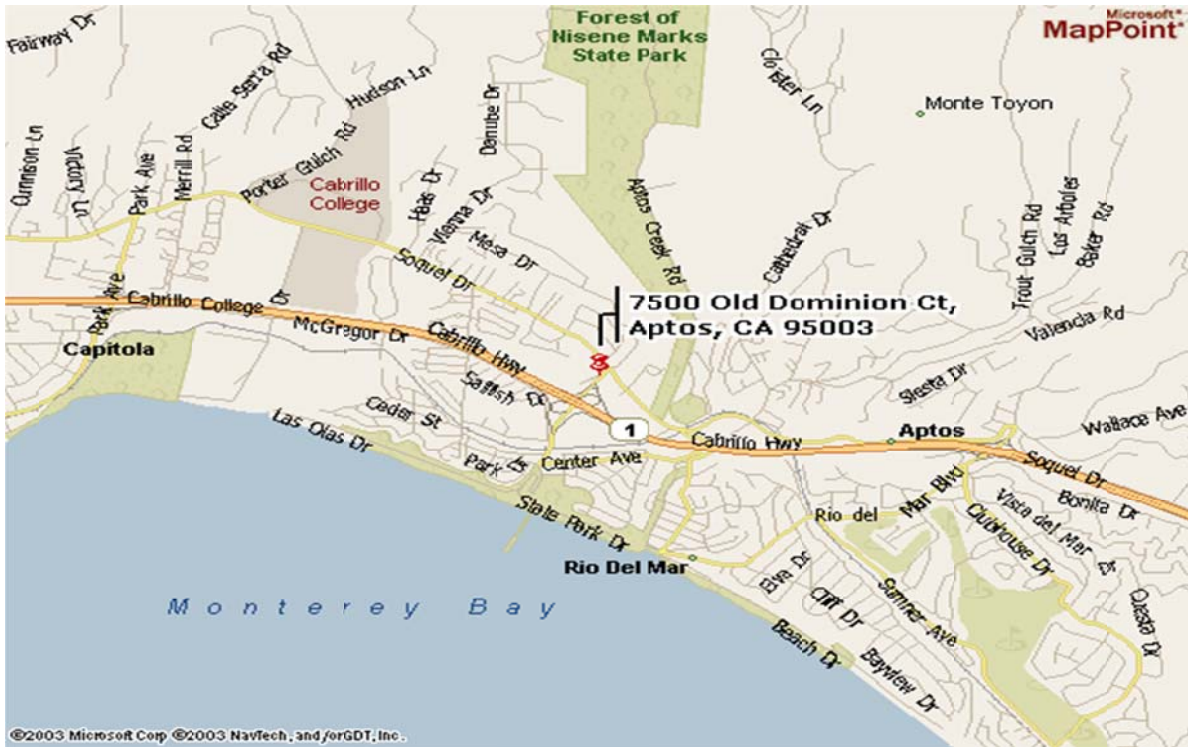 Forest of
Nisene Marks
State Park
Microsoft®
MapPoint®
Fairway Dr
Calle Serra Rd
Hudson Ln
Danube Dr
Cloister Ln
Monte Toyon
Gunnison Ln
Victory Ln
Park Ave
Merrill Rd
Porter Gulch Rd
Cabrillo
College
Haas Dr
Vienna Dr
Mesa Dr
Aptos Creek Rd
Cathedral Dr
Trout Gulch Rd
Los Arboles
Baker Rd
Soquel Dr
7500 Old Dominion Ct,
Aptos, CA 95003
Park Ave
Cabrillo College Dr
McGregor Dr
Cabrillo Hwy
Valencia Rd
Capitola
Sailfish Dr
Siesta Dr
Cedar St
Las Olas Dr
1
Cabrillo Hwy
Aptos
Wallace Ave
Park Dr
Center Ave
Soquel Dr
State Park Dr
Rio del
Mar Blvd
Clubhouse Dr
Vista del Mar Dr
Bonita Dr
Rio Del Mar
Elva Dr
Cliff Dr
Sumner Ave
Cuesta Dr
Monterey Bay
Beach Dr
Bayview Dr
©2003 Microsoft Corp ©2003 NavTech, and/or GDT, Inc.